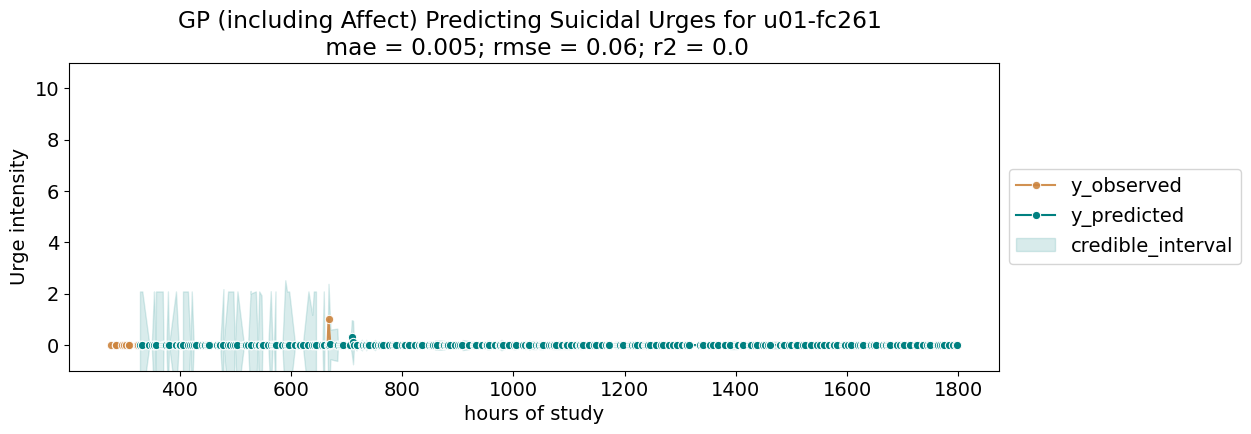 GP (including Affect) Predicting Suicidal Urges for u01-fc261
mae = 0.005; rmse = 0.06; r2 = 0.0
10
8
6
4
2
0
Urge intensity
400 600 800 1000 1200 1400 1600 1800
hours of study
y_observed
y_predicted
credible_interval